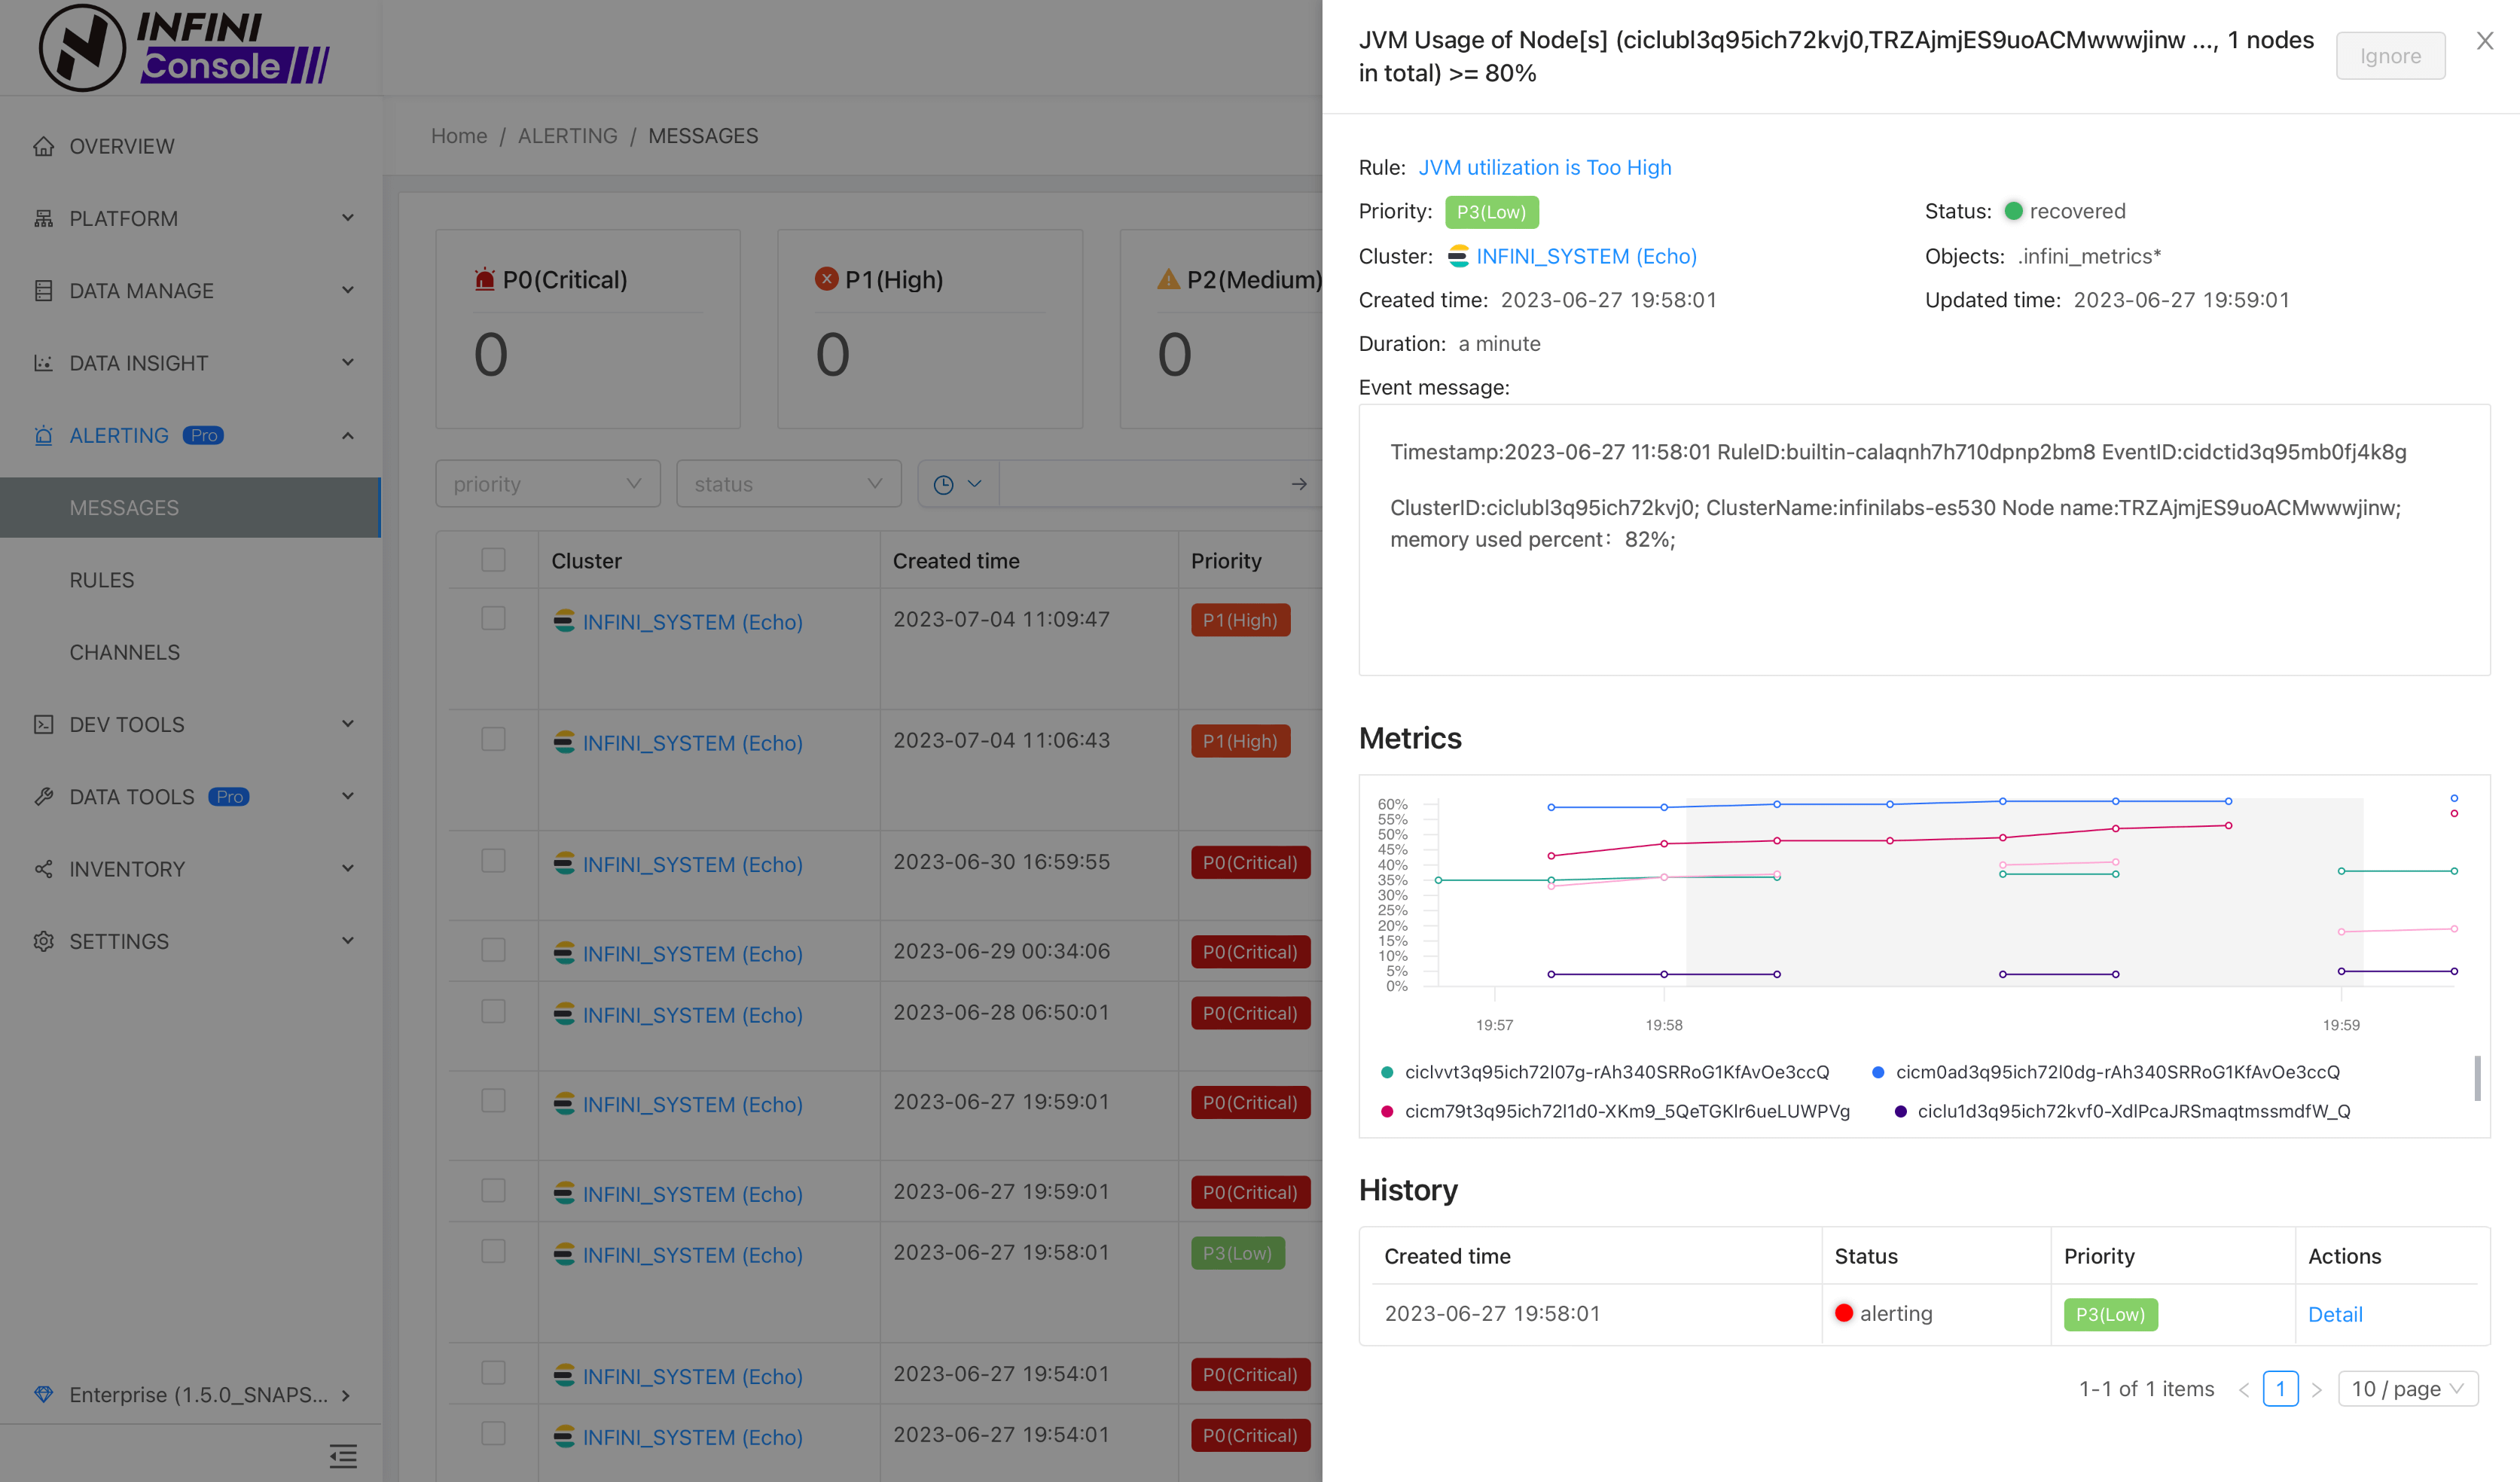 INFINI
Console
OVERVIEW
PLATFORM
DATA MANAGE
DATA INSIGHT
ALERTING Pro
MESSAGES
RULES
CHANNELS
DEV TOOLS
DATA TOOLS Pro
INVENTORY
SETTINGS
Enterprise (1.5.0_SNAPS...
Home / ALERTING / MESSAGES
P0(Critical)
0
P1(High)
0
P2(Medium)
0
priority
status
Cluster Created time Priority
INFINI_SYSTEM (Echo) 2023-07-04 11:09:47 P1(High)
INFINI_SYSTEM (Echo) 2023-07-04 11:06:43 P1(High)
INFINI_SYSTEM (Echo) 2023-06-30 16:59:55 P0(Critical)
INFINI_SYSTEM (Echo) 2023-06-29 00:34:06 P0(Critical)
INFINI_SYSTEM (Echo) 2023-06-28 06:50:01 P0(Critical)
INFINI_SYSTEM (Echo) 2023-06-27 19:59:01 P0(Critical)
INFINI_SYSTEM (Echo) 2023-06-27 19:59:01 P0(Critical)
INFINI_SYSTEM (Echo) 2023-06-27 19:58:01 P3(Low)
INFINI_SYSTEM (Echo) 2023-06-27 19:54:01 P0(Critical)
INFINI_SYSTEM (Echo) 2023-06-27 19:54:01 P0(Critical)
JVM Usage of Node[s] (ciclubl3q95ich72kvj0,TRZAjmjES9uoACMwwwjinw ..., 1 nodes
in total) >= 80%
Ignore
Rule: JVM utilization is Too High
Priority: P3(Low)
Status: recovered
Cluster: INFINI_SYSTEM (Echo)
Objects: .infini_metrics*
Created time: 2023-06-27 19:58:01
Updated time: 2023-06-27 19:59:01
Duration: a minute
Event message:
Timestamp:2023-06-27 11:58:01 RuleID:builtin-calaqnh7h710dpnp2bm8 EventID:cidctid3q95mb0fj4k8g
ClusterID:ciclubl3q95ich72kvj0; ClusterName:infinilabs-es530 Node name:TRZAjmjES9uoACMwwwjinw;
memory used percent：82%;
Metrics
60%
55%
50%
45%
40%
35%
30%
25%
20%
15%
10%
5%
0%
19:57 19:58 19:59
ciclvvt3q95ich72l07g-rAh340SRRoG1KfAvOe3ccQ cicm0ad3q95ich72l0dg-rAh340SRRoG1KfAvOe3ccQ
cicm79t3q95ich72l1d0-XKm9_5QeTGKlr6ueLUWPVg ciclu1d3q95ich72kvf0-XdlPcaJRSmaqtmssmdfW_Q
History
Created time Status Priority Actions
2023-06-27 19:58:01 alerting P3(Low) Detail
1-1 of 1 items < 1 > 10 / page